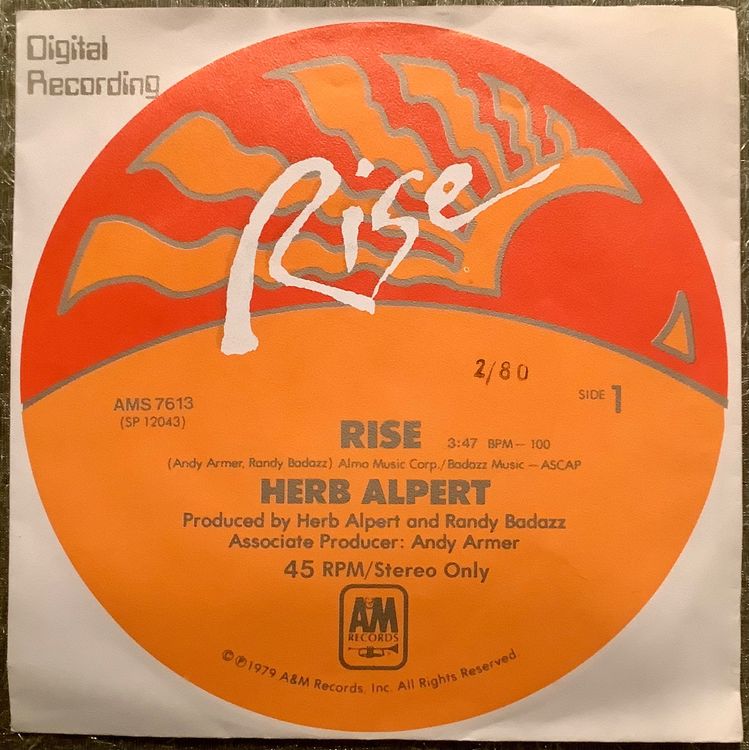 Digital
Recording
Rise
2/80
AMS 7613
(SP 12043)
SIDE 1
RISE 3:47 BPM – 100
(Andy Armer, Randy Badazz) Almo Music Corp./Badazz Music – ASCAP
HERB ALPERT
Produced by Herb Alpert and Randy Badazz
Associate Producer: Andy Armer
45 RPM/Stereo Only
A&M
RECORDS
©℗1979 A&M Records, Inc. All Rights Reserved